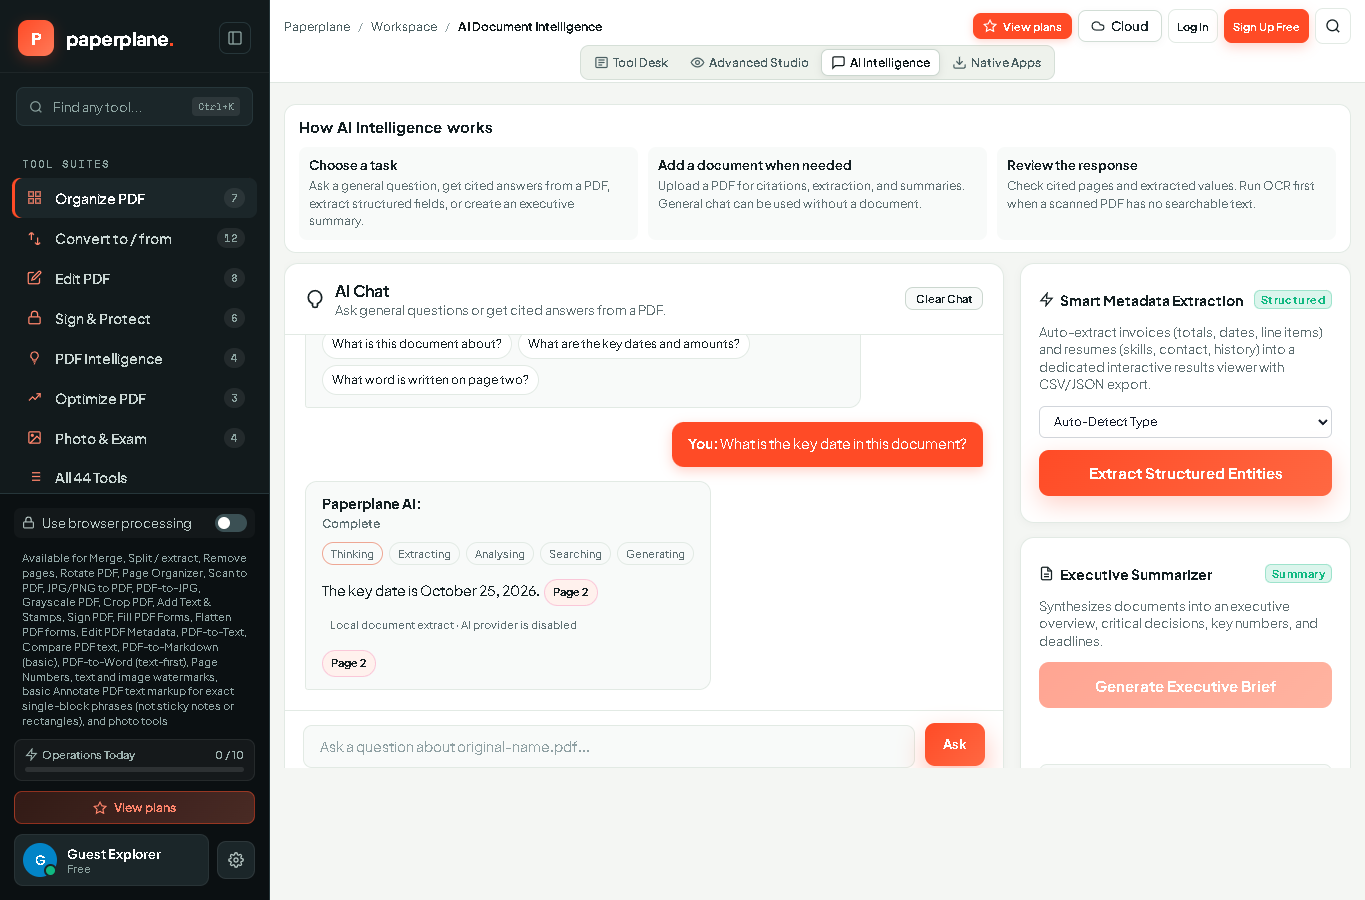 P
paperplane.
Find any tool...
Ctrl+K
TOOL SUITES
Organize PDF
7
Convert to / from
12
Edit PDF
8
Sign & Protect
6
PDF Intelligence
4
Optimize PDF
3
Photo & Exam
4
All 44 Tools
Use browser processing
Available for Merge, Split / extract, Remove
pages, Rotate PDF, Page Organizer, Scan to
PDF, JPG/PNG to PDF, PDF-to-JPG,
Grayscale PDF, Crop PDF, Add Text &
Stamps, Sign PDF, Fill PDF Forms, Flatten
PDF forms, Edit PDF Metadata, PDF-to-Text,
Compare PDF text, PDF-to-Markdown
(basic), PDF-to-Word (text-first), Page
Numbers, text and image watermarks,
basic Annotate PDF text markup for exact
single-block phrases (not sticky notes or
rectangles), and photo tools
Operations Today
0 / 10
View plans
G
Guest Explorer
Free
Paperplane / Workspace / AI Document Intelligence
View plans
Cloud
Log In
Sign Up Free
Tool Desk
Advanced Studio
AI Intelligence
Native Apps
How AI Intelligence works
Choose a task
Ask a general question, get cited answers from a PDF,
extract structured fields, or create an executive
summary.
Add a document when needed
Upload a PDF for citations, extraction, and summaries.
General chat can be used without a document.
Review the response
Check cited pages and extracted values. Run OCR first
when a scanned PDF has no searchable text.
AI Chat
Ask general questions or get cited answers from a PDF.
Clear Chat
What is this document about?
What are the key dates and amounts?
What word is written on page two?
You: What is the key date in this document?
Paperplane AI:
Complete
Thinking
Extracting
Analysing
Searching
Generating
The key date is October 25, 2026. Page 2
Local document extract · AI provider is disabled
Page 2
Ask a question about original-name.pdf...
Ask
Smart Metadata Extraction
Structured
Auto-extract invoices (totals, dates, line items)
and resumes (skills, contact, history) into a
dedicated interactive results viewer with
CSV/JSON export.
Auto-Detect Type
Extract Structured Entities
Executive Summarizer
Summary
Synthesizes documents into an executive
overview, critical decisions, key numbers, and
deadlines.
Generate Executive Brief